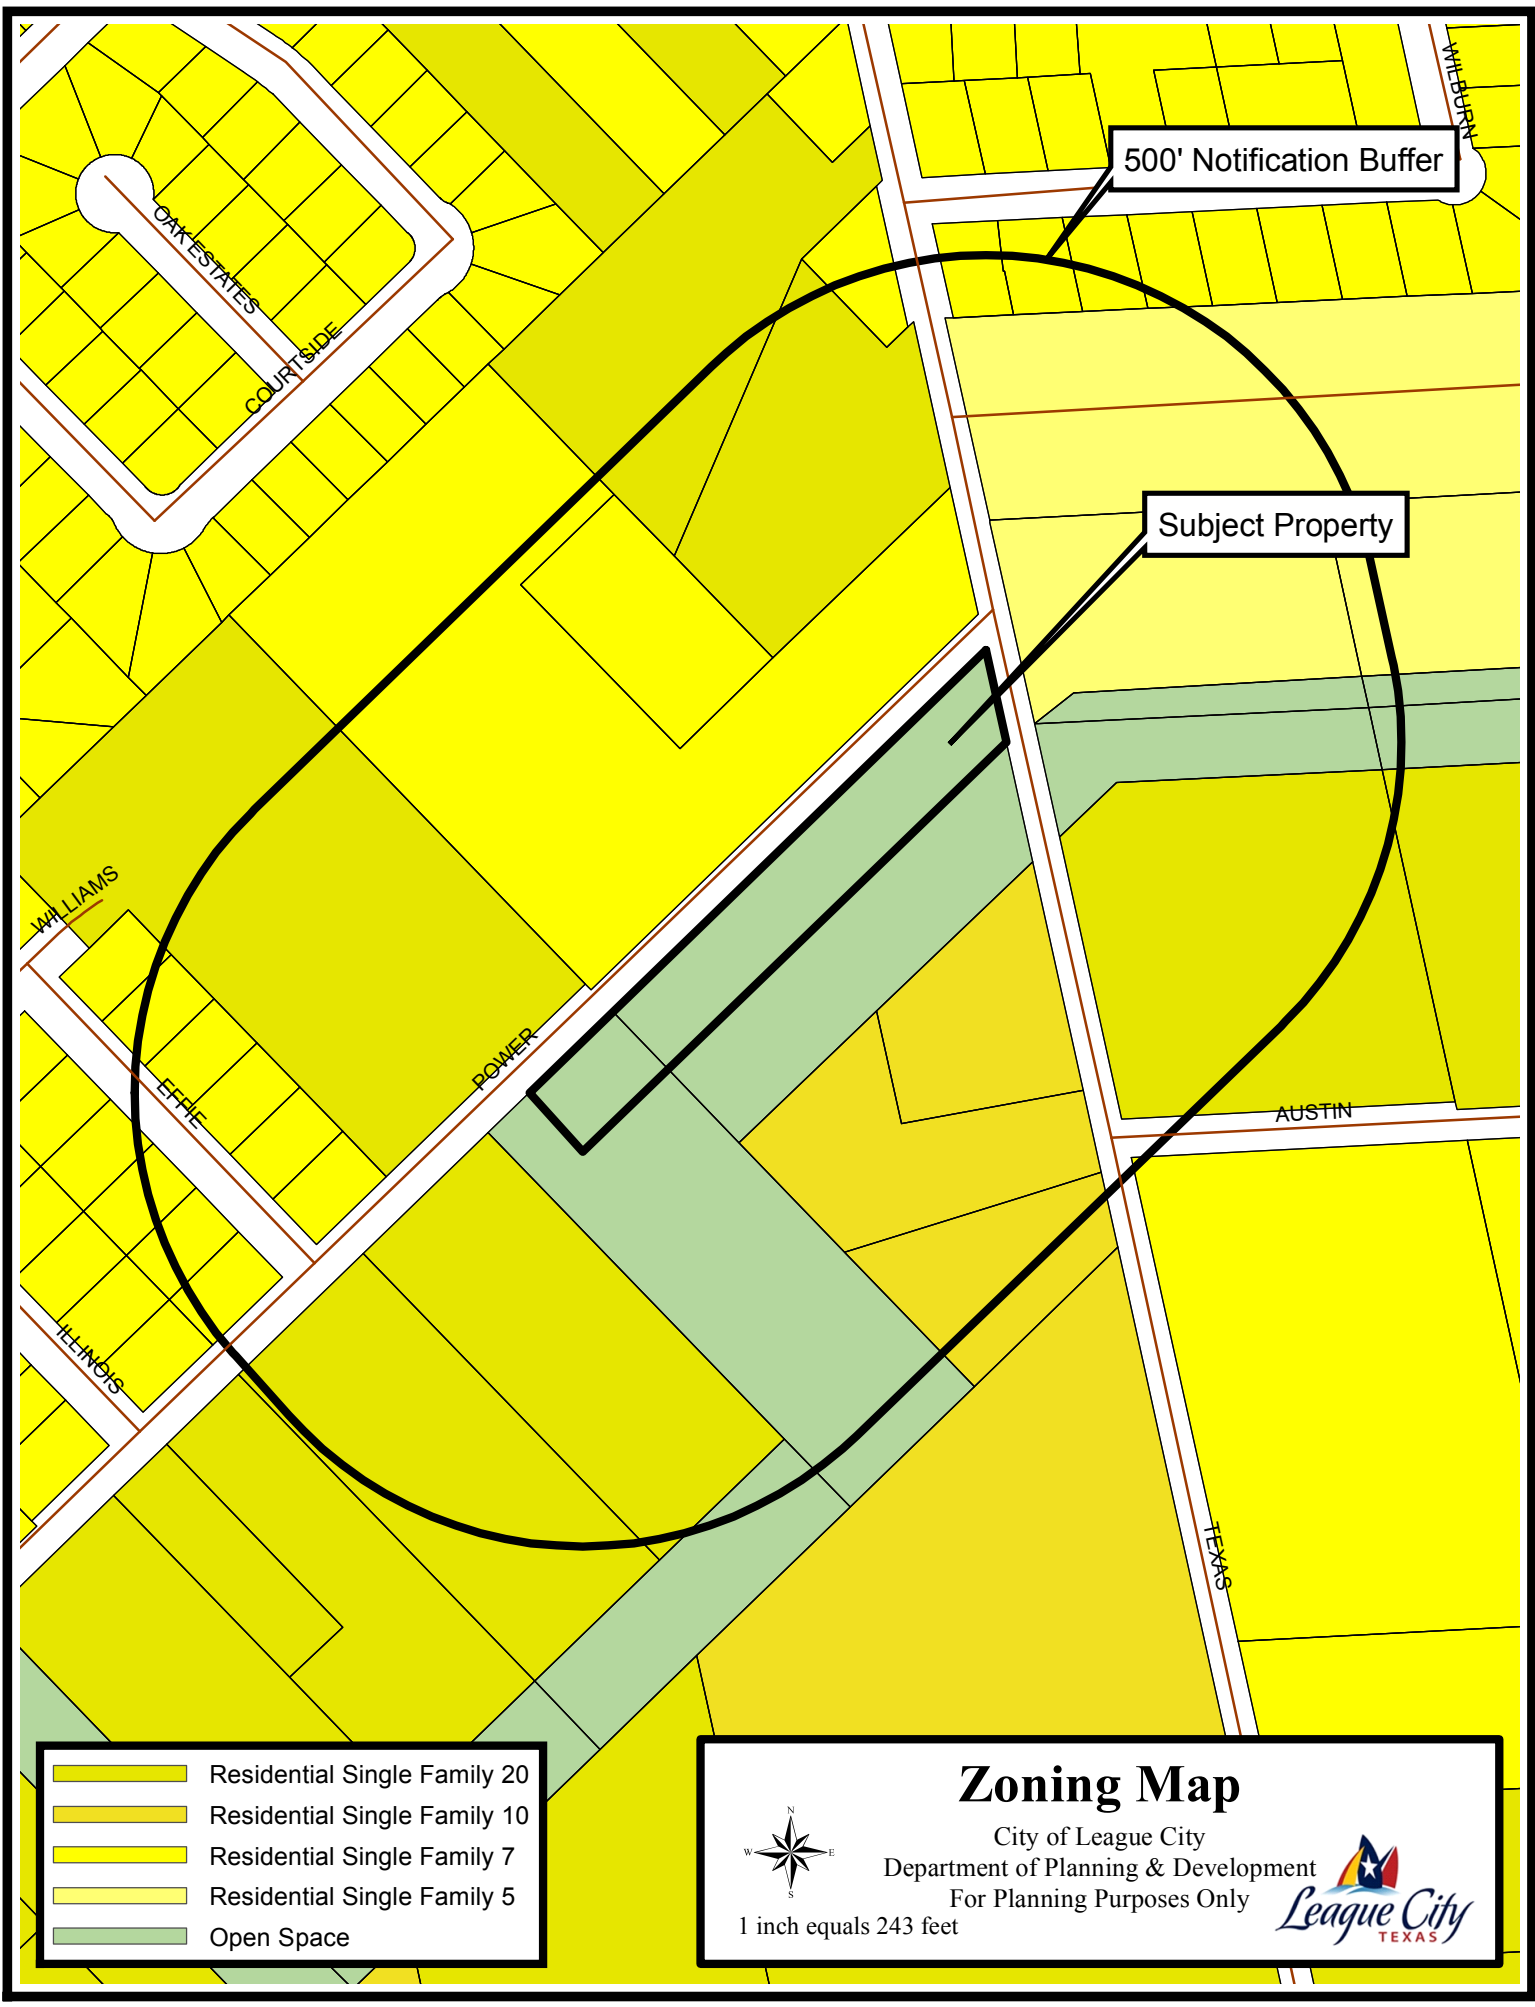 WILBURN
500' Notification Buffer
OAK ESTATES
COURTSIDE
Subject Property
WILLIAMS
POWER
EFFIE
AUSTIN
ILLINOIS
TEXAS
Residential Single Family 20
Residential Single Family 10
Residential Single Family 7
Residential Single Family 5
Open Space
Zoning Map
City of League City
Department of Planning & Development
For Planning Purposes Only
1 inch equals 243 feet
N
W
E
S
League City
TEXAS